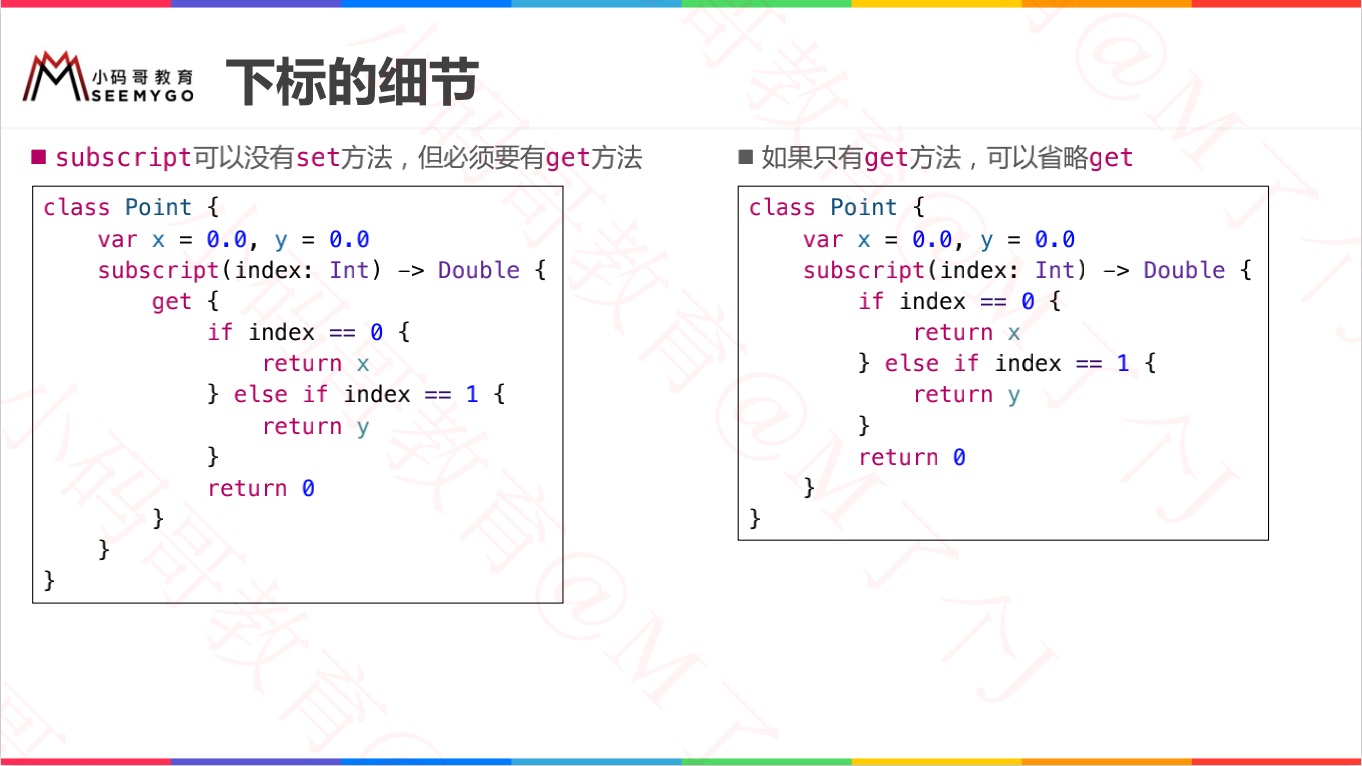 小码哥教育
SEEMYGO
下标的细节
■ subscript可以没有set方法，但必须要有get方法
class Point {
    var x = 0.0, y = 0.0
    subscript(index: Int) -> Double {
        get {
            if index == 0 {
                return x
            } else if index == 1 {
                return y
            }
            return 0
        }
    }
}
■ 如果只有get方法，可以省略get
class Point {
    var x = 0.0, y = 0.0
    subscript(index: Int) -> Double {
        if index == 0 {
            return x
        } else if index == 1 {
            return y
        }
        return 0
    }
}
小码哥教育@M了个J